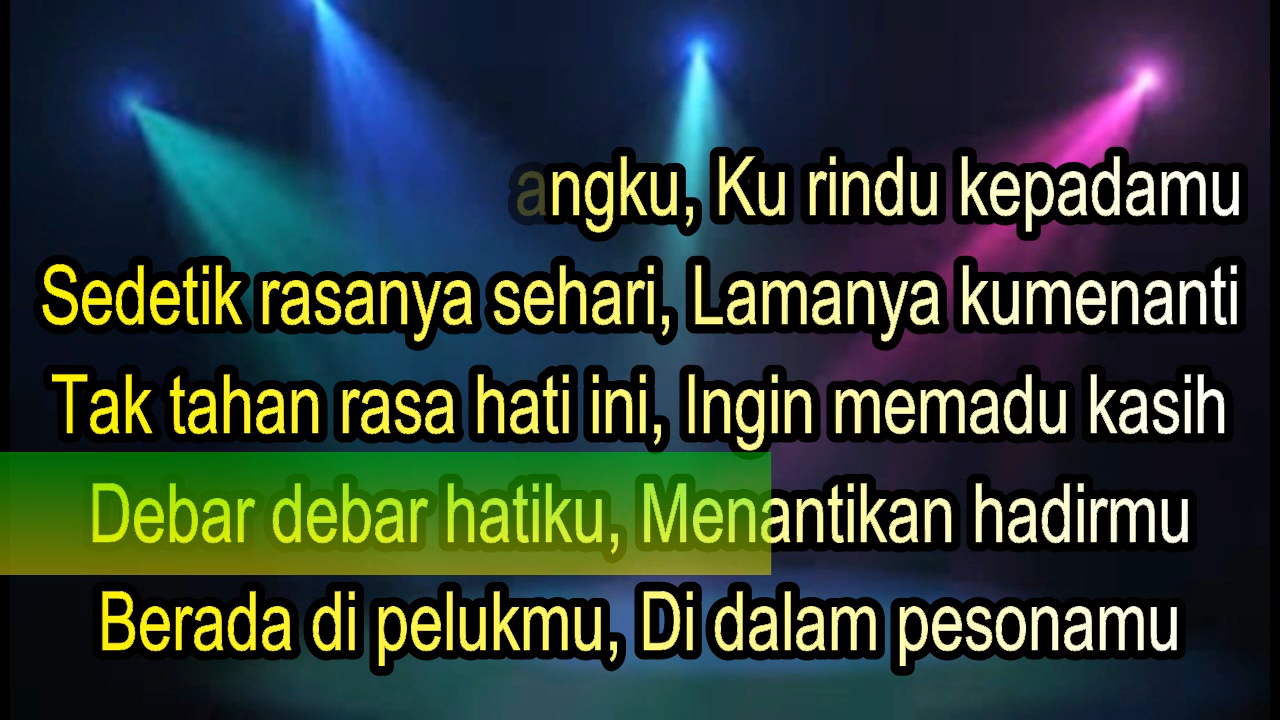 angku, Ku rindu kepadamu
Sedetik rasanya sehari, Lamanya kumenanti
Tak tahan rasa hati ini, Ingin memadu kasih
Debar debar hatiku, Menantikan hadirmu
Berada di pelukmu, Di dalam pesonamu